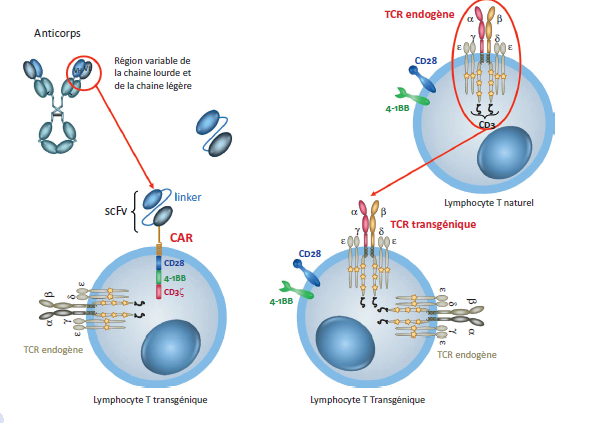 Anticorps
Région variable de
la chaine lourde et
de la chaine légère
linker
scFv
CAR
CD28
4-1BB
CD3ζ
ε
β
δ
α
γ
ε
ζ
ζ
TCR endogène
Lymphocyte T transgénique
TCR endogène
α
β
γ
δ
ε
ε
CD28
4-1BB
ζ
ζ
CD3
Lymphocyte T naturel
TCR transgénique
α
β
γ
δ
ε
ε
CD28
4-1BB
ζ
ζ
ε
δ
β
α
γ
ε
ζ
ζ
TCR endogène
Lymphocyte T Transgénique